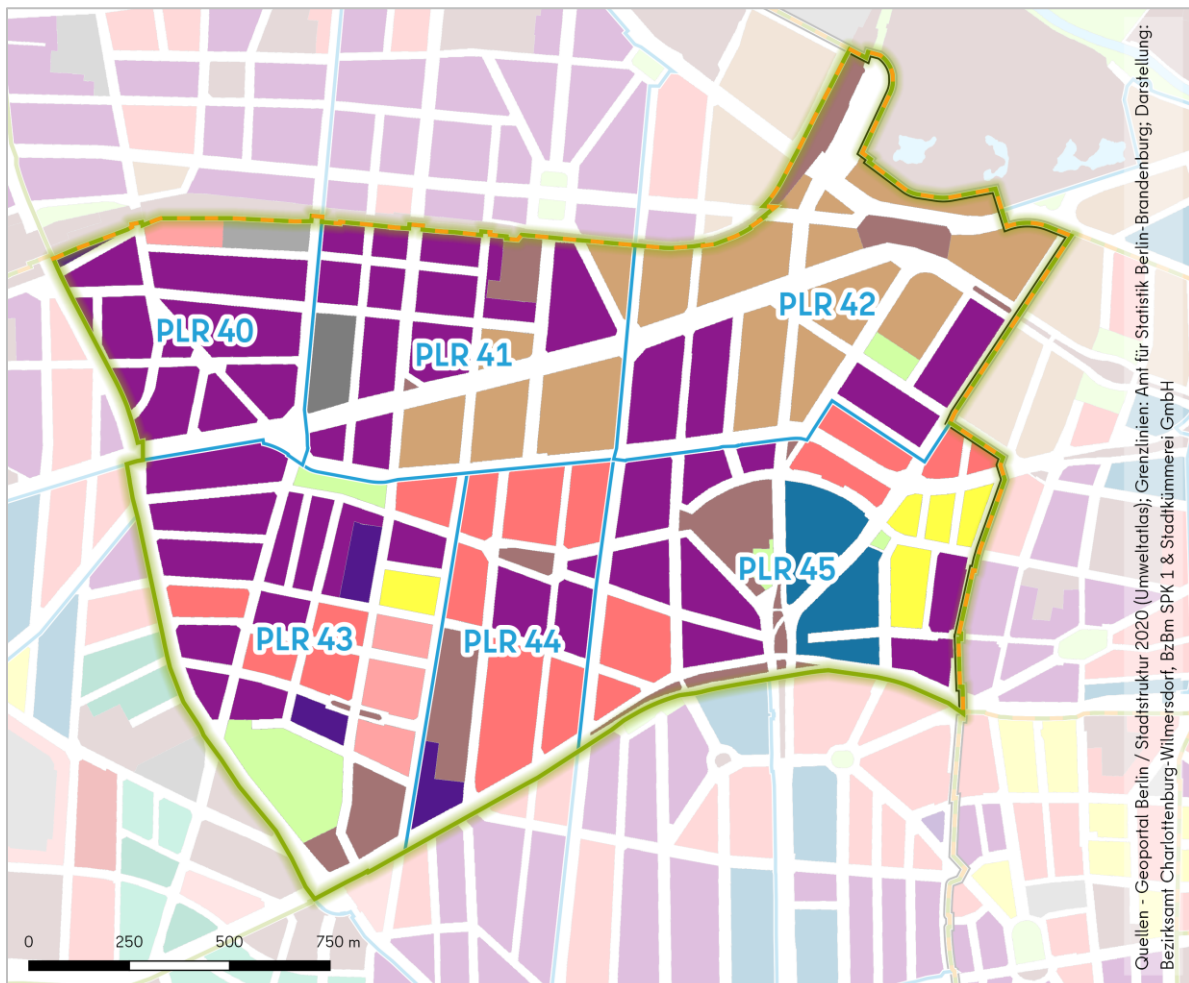 PLR 40
PLR 41
PLR 42
PLR 43
PLR 44
PLR 45
0 250 500 750 m
Quellen - Geoportal Berlin / Stadtstruktur 2020 (Umweltatlas); Grenzlinien: Amt für Statistik Berlin-Brandenburg; Darstellung:
Bezirksamt Charlottenburg-Wilmersdorf, BzBm SPK 1 & Stadtkümmerei GmbH